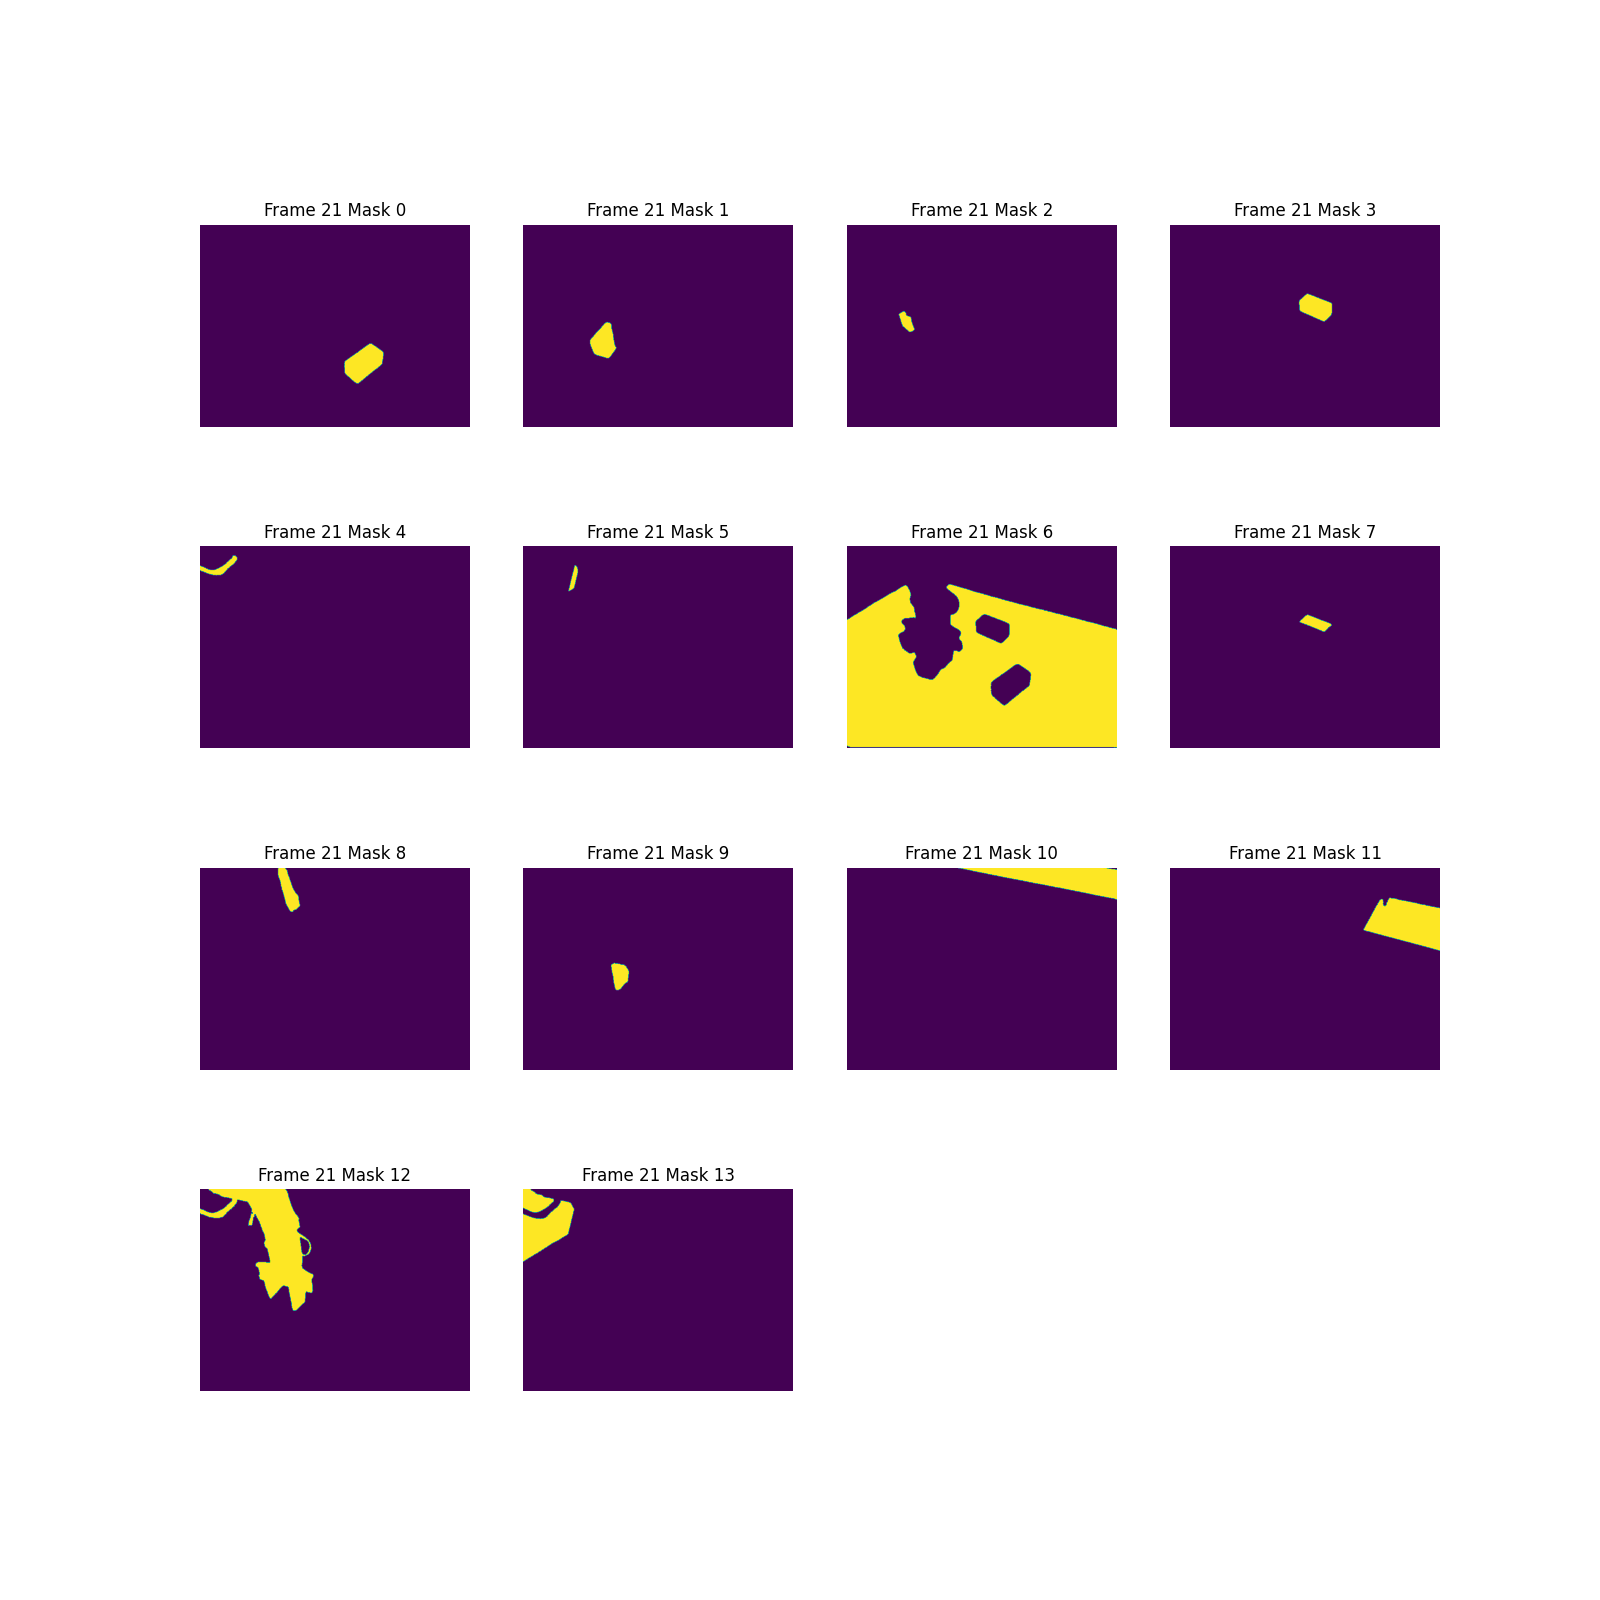 Frame 21 Mask 0
Frame 21 Mask 1
Frame 21 Mask 2
Frame 21 Mask 3
Frame 21 Mask 4
Frame 21 Mask 5
Frame 21 Mask 6
Frame 21 Mask 7
Frame 21 Mask 8
Frame 21 Mask 9
Frame 21 Mask 10
Frame 21 Mask 11
Frame 21 Mask 12
Frame 21 Mask 13